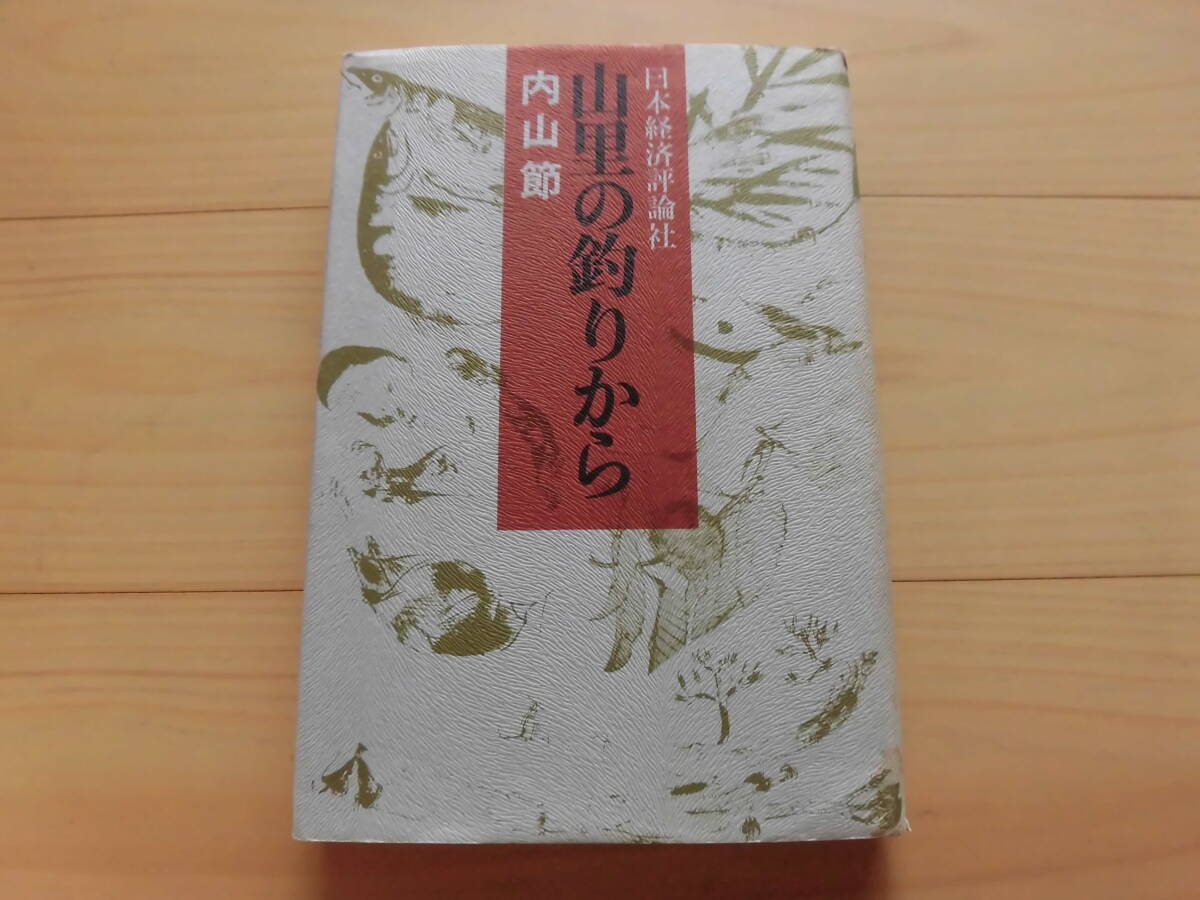 日本経済評論社
山里の釣りから
内山節